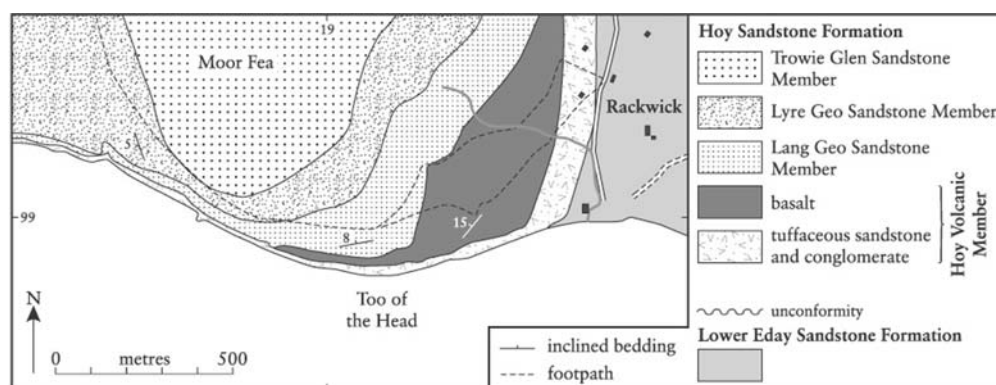 19
Moor Fea
Rackwick
5
99
8
15
Too of
the Head
N
0 metres 500
inclined bedding
footpath
Hoy Sandstone Formation
Trowie Glen Sandstone
Member
Lyre Geo Sandstone Member
Lang Geo Sandstone
Member
basalt
tuffaceous sandstone
and conglomerate
Hoy Volcanic
Member
unconformity
Lower Eday Sandstone Formation